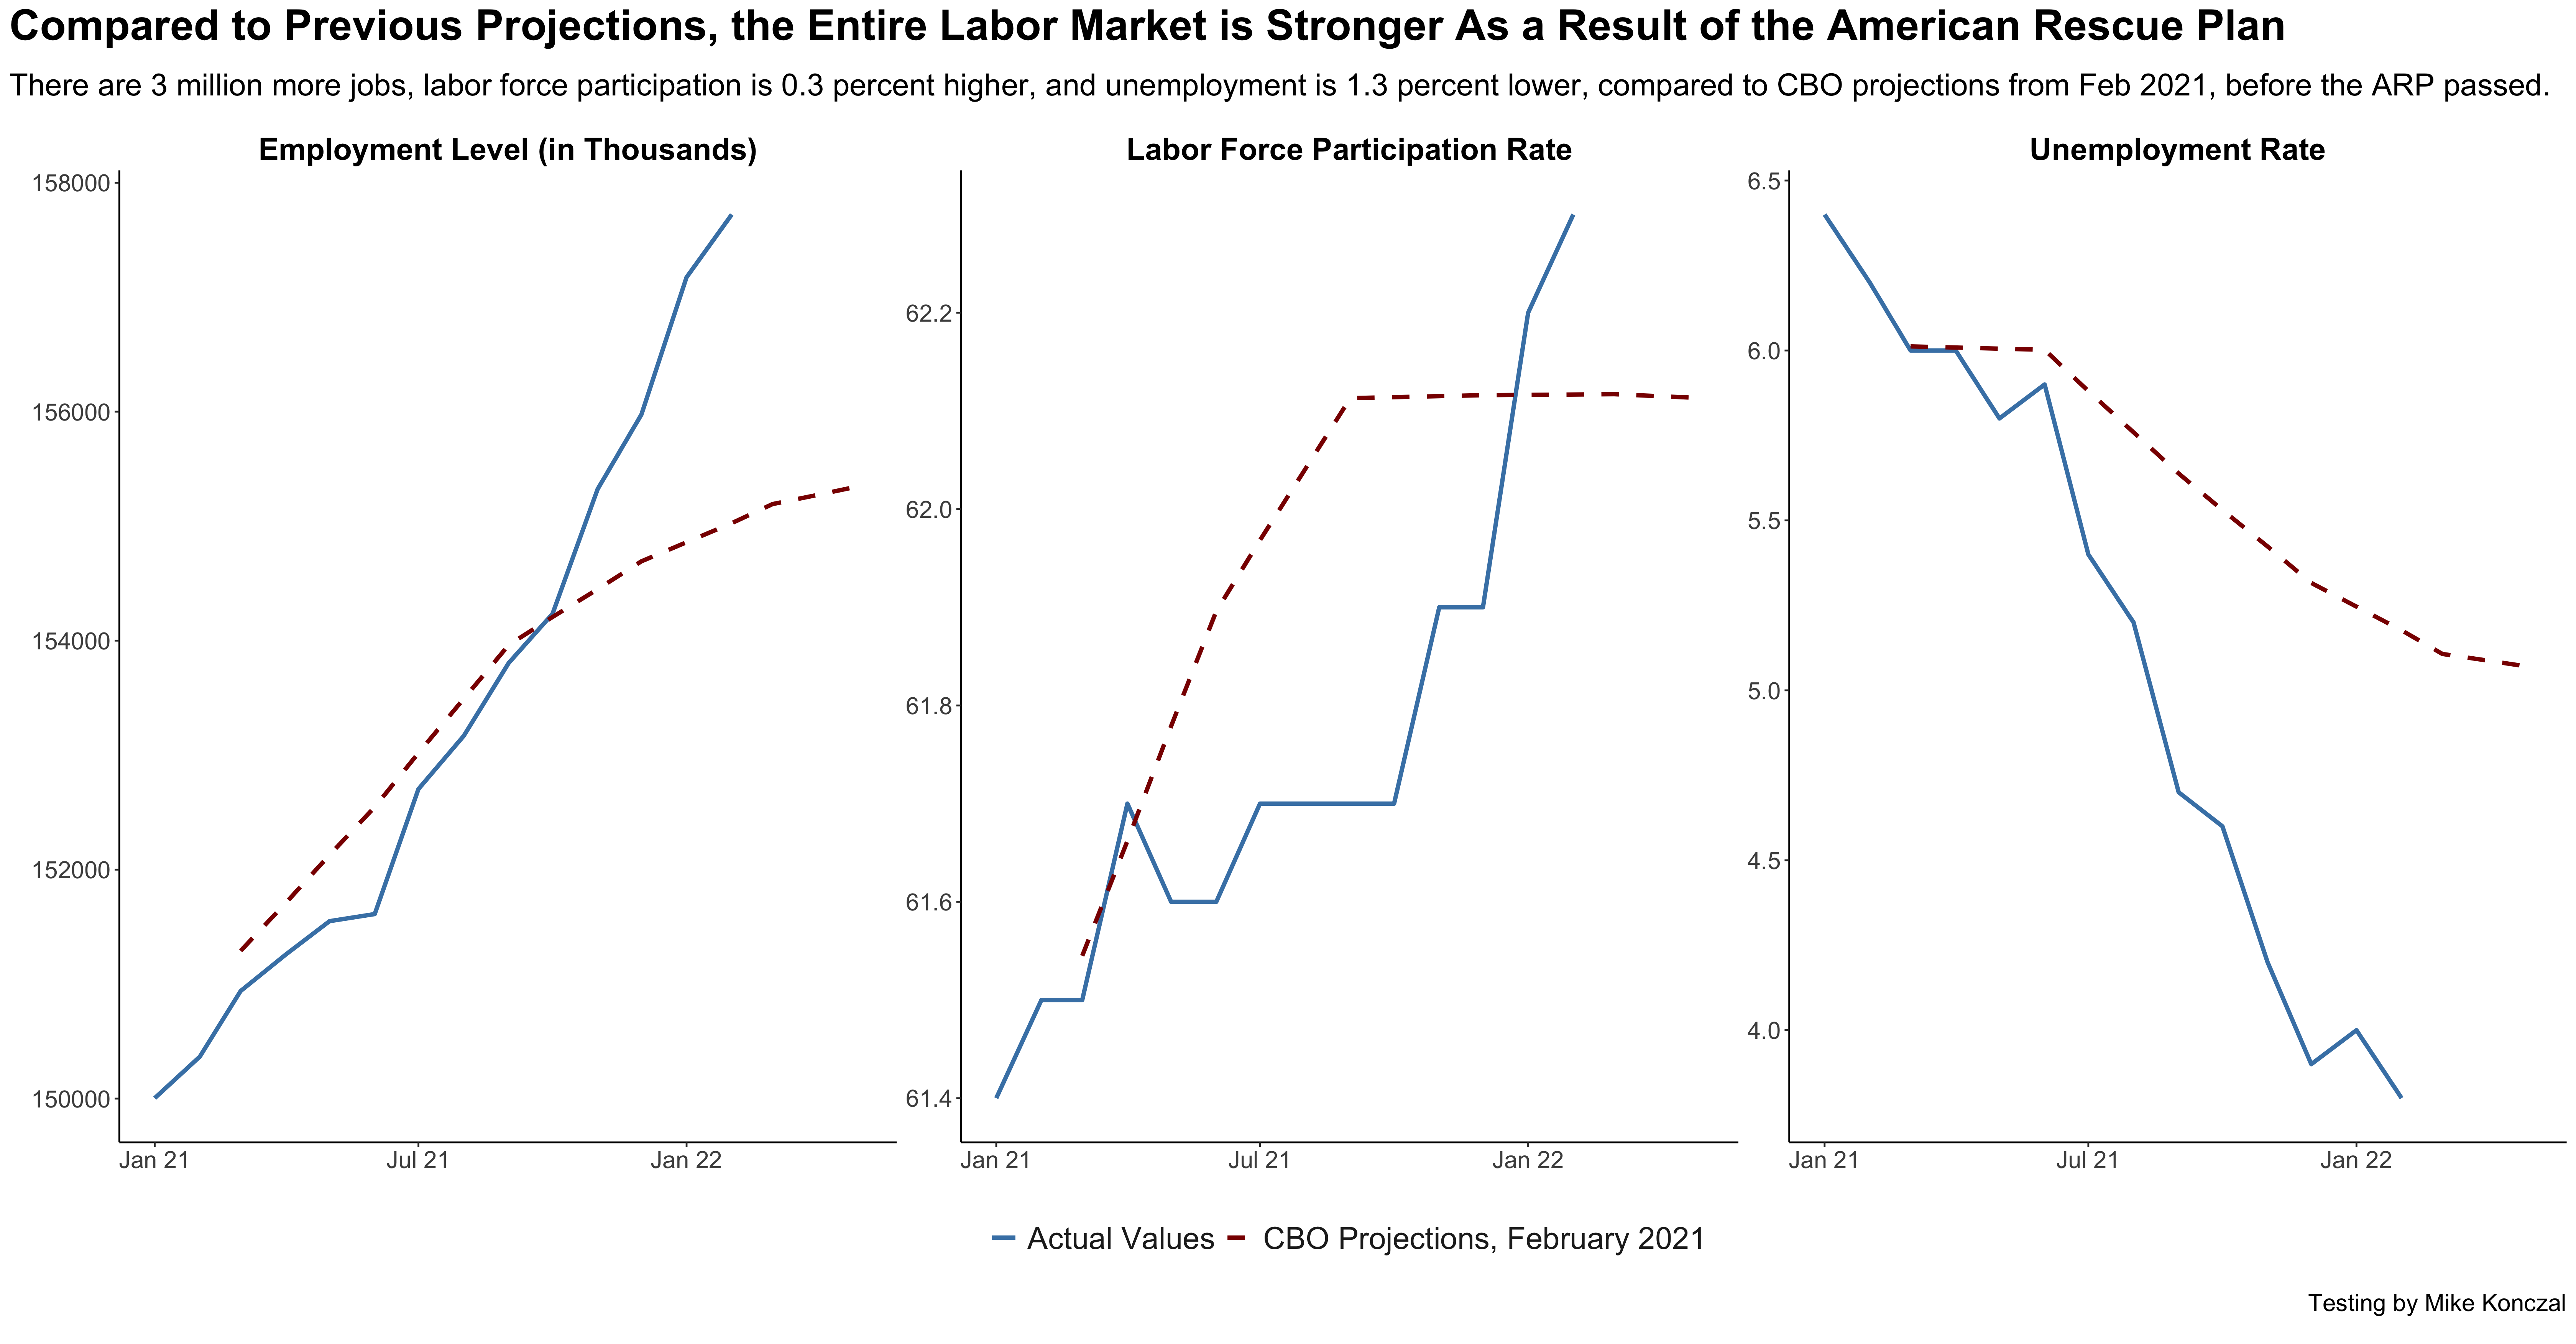 Compared to Previous Projections, the Entire Labor Market is Stronger As a Result of the American Rescue Plan
There are 3 million more jobs, labor force participation is 0.3 percent higher, and unemployment is 1.3 percent lower, compared to CBO projections from Feb 2021, before the ARP passed.
Employment Level (in Thousands)
158000
156000
154000
152000
150000
Jan 21
Jul 21
Jan 22
Labor Force Participation Rate
62.2
62.0
61.8
61.6
61.4
Jan 21
Jul 21
Jan 22
Unemployment Rate
6.5
6.0
5.5
5.0
4.5
4.0
Jan 21
Jul 21
Jan 22
Actual Values
CBO Projections, February 2021
Testing by Mike Konczal